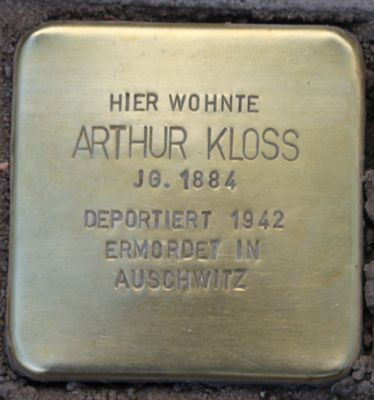 HIER WOHNTE
ARTHUR KLOSS
JG. 1884
DEPORTIERT 1942
ERMORDET IN
AUSCHWITZ